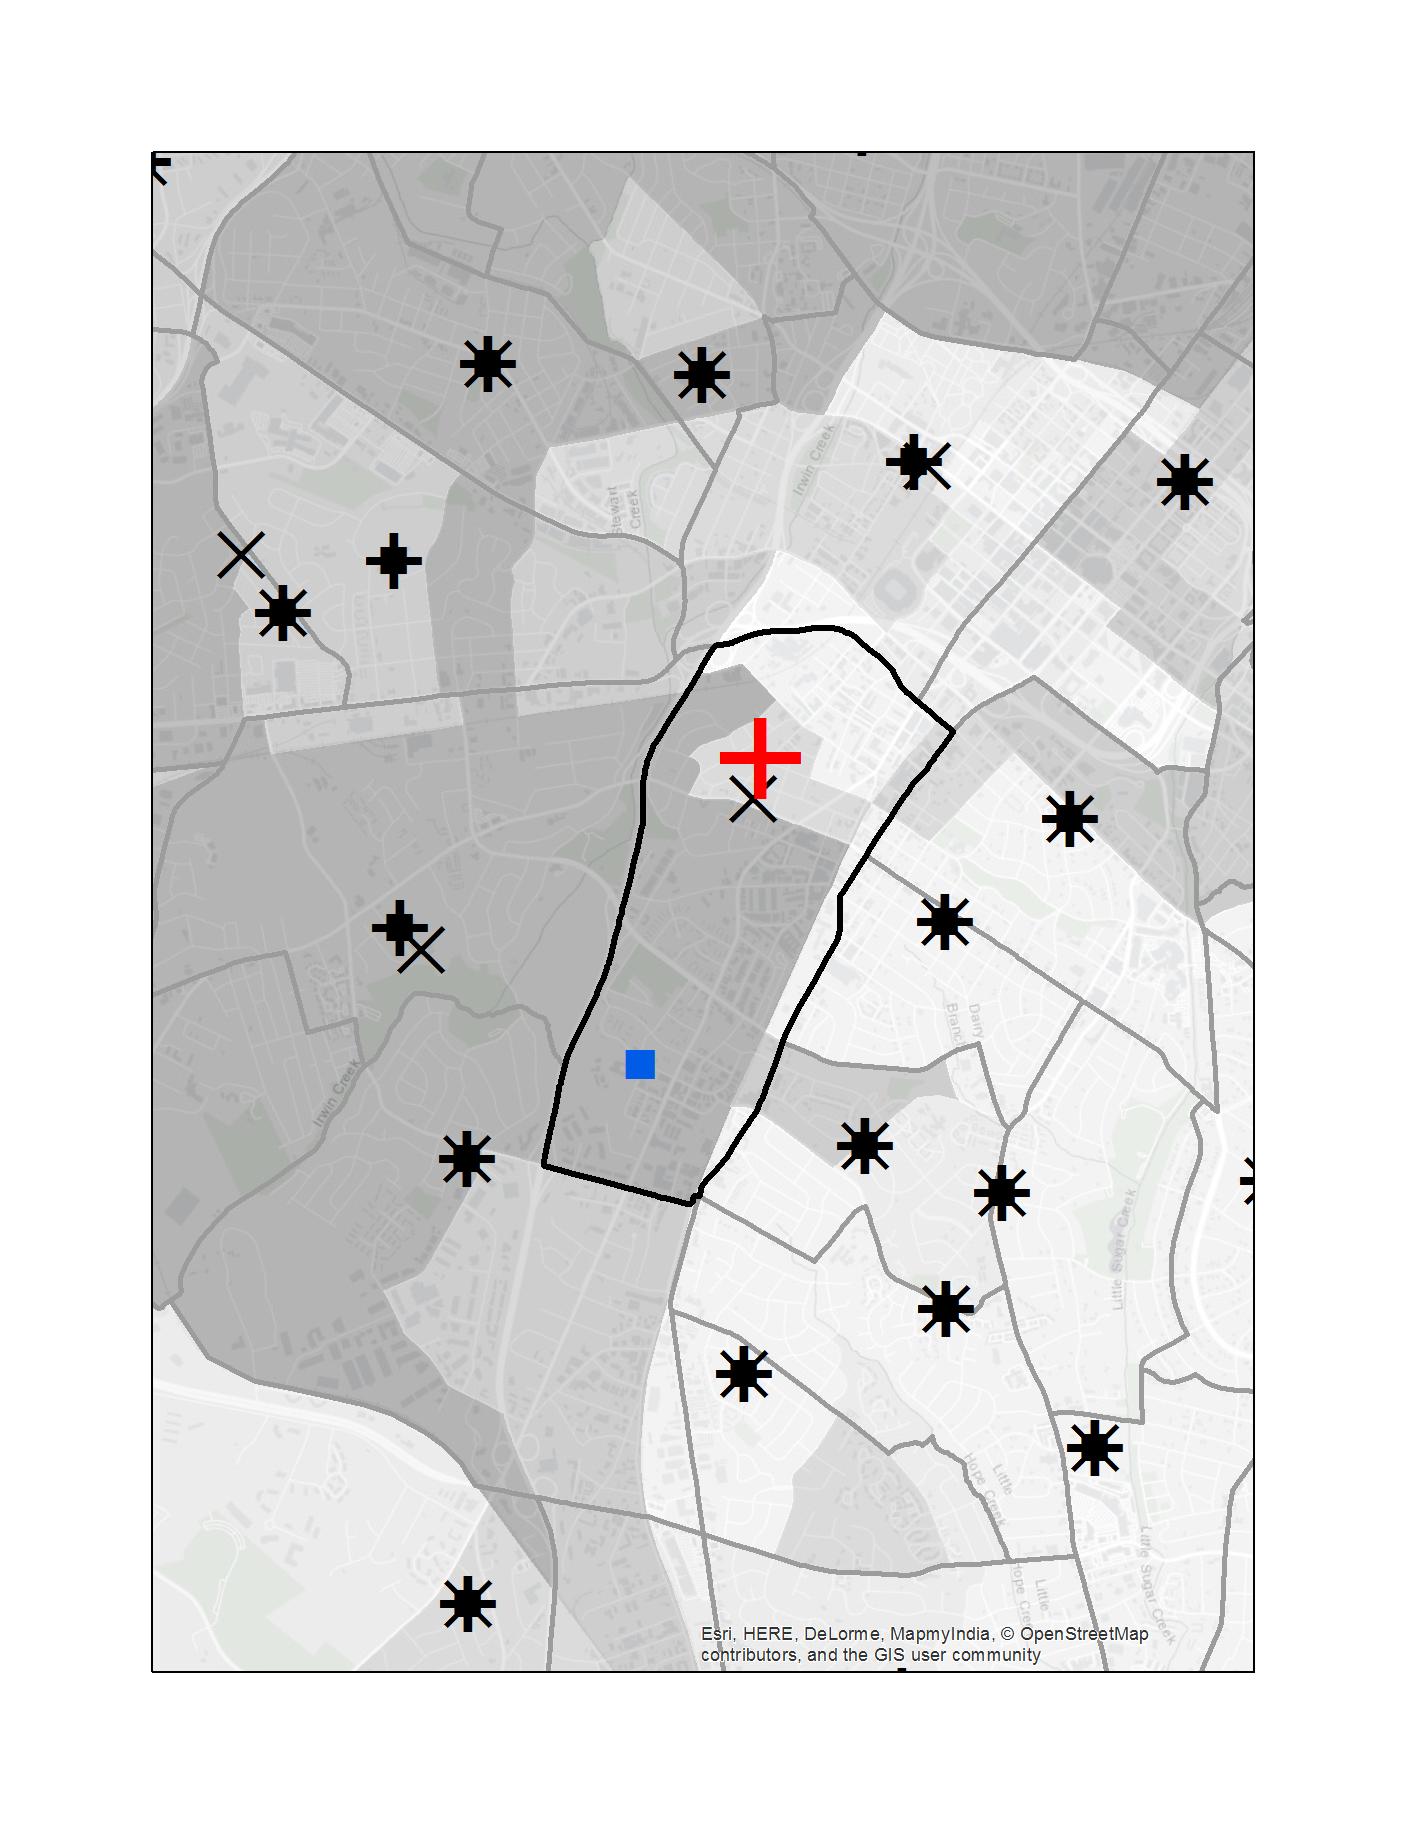 Irwin Creek
Stewart
Creek
Dairy
Branch
Irwin Creek
Little Sugar Creek
Little
Hope Creek
Little
Hope Creek
Little Sugar Creek
Esri, HERE, DeLorme, MapmyIndia, © OpenStreetMap
contributors, and the GIS user community